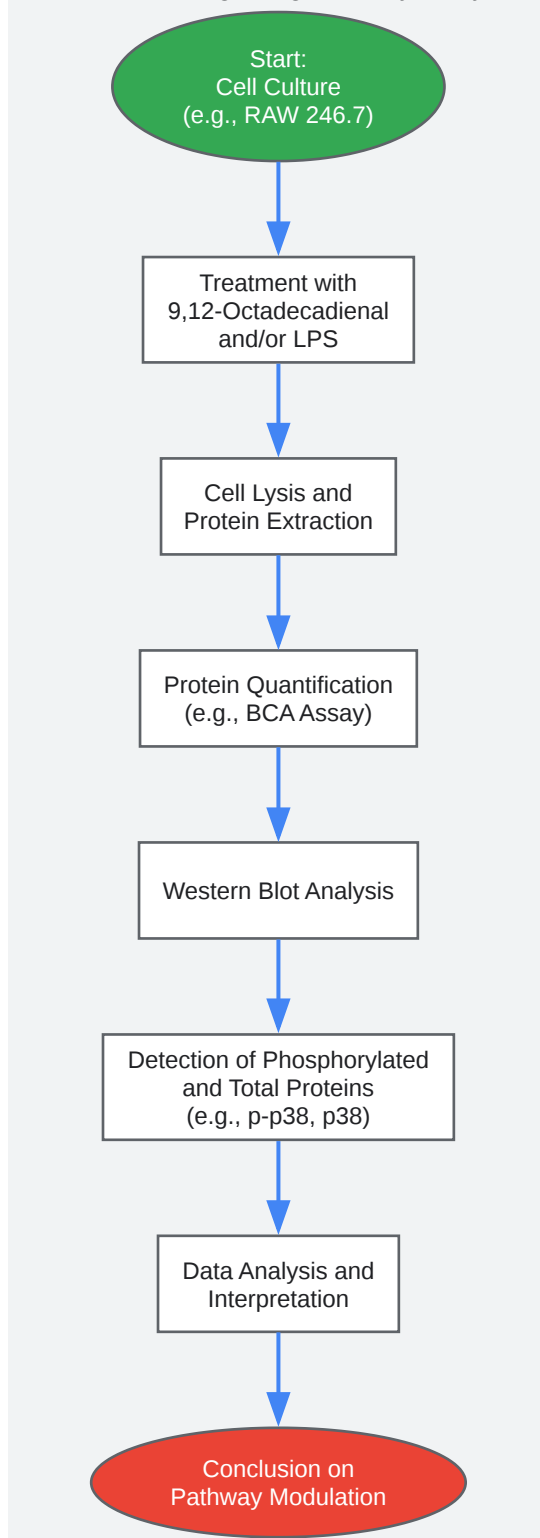 Start:
Cell Culture
(e.g., RAW 246.7)
Treatment with
9,12-Octadecadienal
and/or LPS
Cell Lysis and
Protein Extraction
Protein Quantification
(e.g., BCA Assay)
Western Blot Analysis
Detection of Phosphorylated
and Total Proteins
(e.g., p-p38, p38)
Data Analysis and
Interpretation
Conclusion on
Pathway Modulation